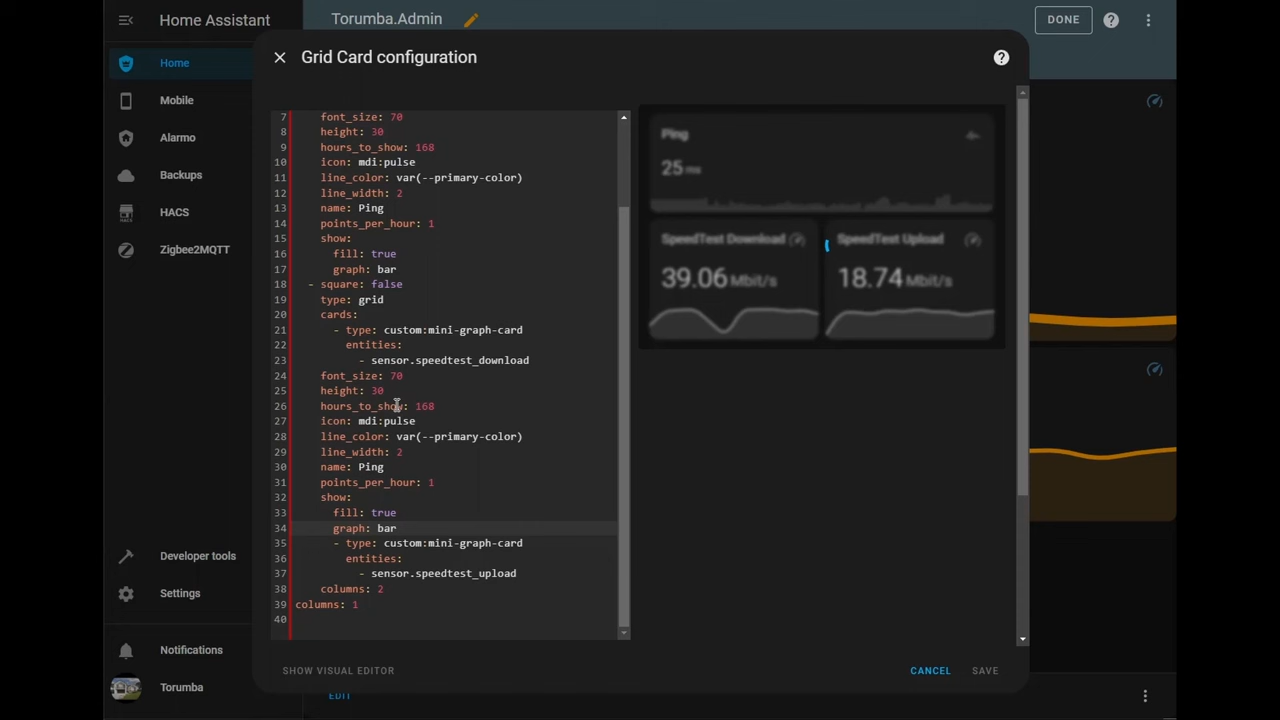 Home Assistant
Torumba.Admin
DONE
Home
Mobile
Alarmo
Backups
HACS
Zigbee2MQTT
Developer tools
Settings
Notifications
Torumba
Grid Card configuration
7 font_size: 70
8 height: 30
9 hours_to_show: 168
10 icon: mdi:pulse
11 line_color: var(--primary-color)
12 line_width: 2
13 name: Ping
14 points_per_hour: 1
15 show:
16 fill: true
17 graph: bar
18 - square: false
19 type: grid
20 cards:
21 - type: custom:mini-graph-card
22 entities:
23 - sensor.speedtest_download
24 font_size: 70
25 height: 30
26 hours_to_show: 168
27 icon: mdi:pulse
28 line_color: var(--primary-color)
29 line_width: 2
30 name: Ping
31 points_per_hour: 1
32 show:
33 fill: true
34 graph: bar
35 - type: custom:mini-graph-card
36 entities:
37 - sensor.speedtest_upload
38 columns: 2
39 columns: 1
40
Ping
25 ms
SpeedTest Download
39.06 Mbit/s
SpeedTest Upload
18.74 Mbit/s
SHOW VISUAL EDITOR
CANCEL
SAVE
EDIT